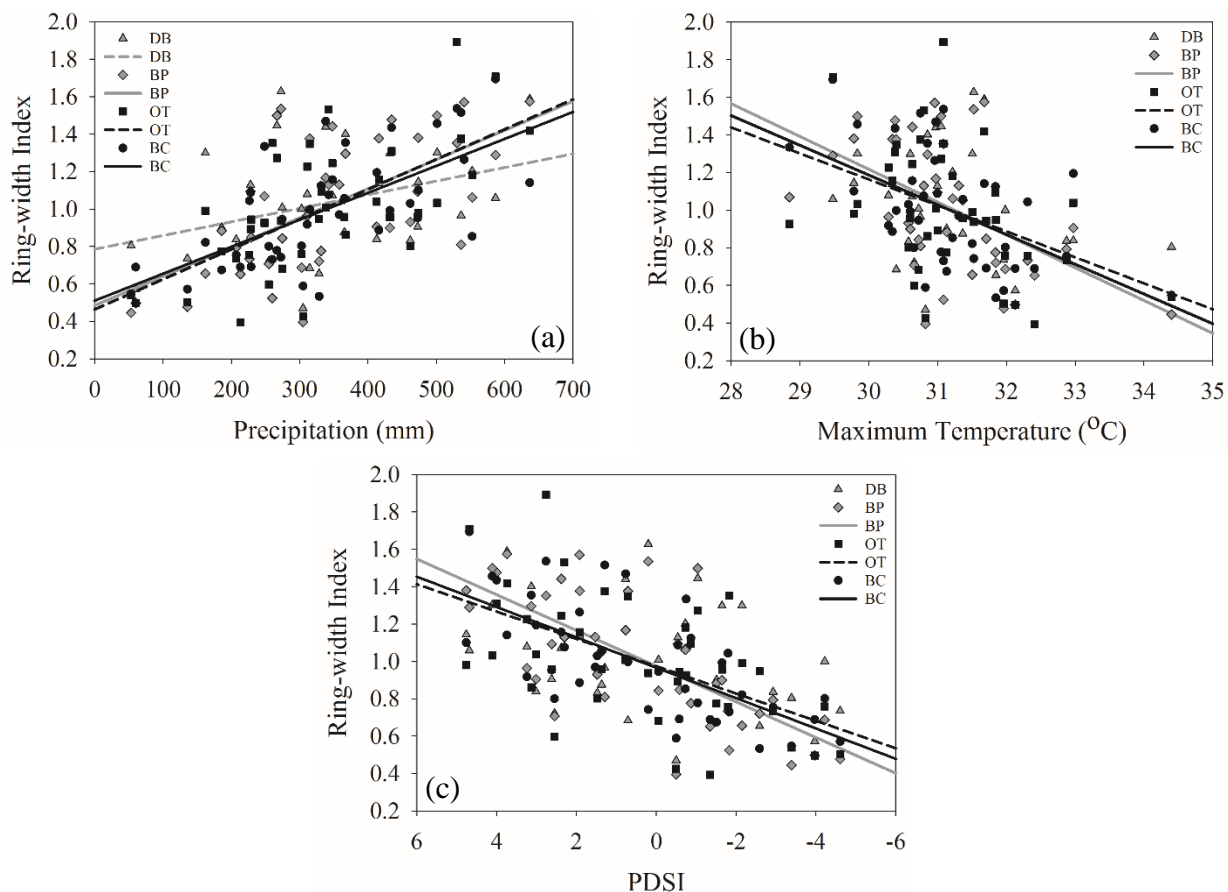 2.0
1.8
1.6
1.4
1.2
1.0
0.8
0.6
0.4
0.2
Ring-width Index
DB
DB
BP
BP
OT
OT
BC
BC
(a)
0 100 200 300 400 500 600 700
Precipitation (mm)
2.0
1.8
1.6
1.4
1.2
1.0
0.8
0.6
0.4
0.2
Ring-width Index
DB
BP
BP
OT
OT
BC
BC
(b)
28 29 30 31 32 33 34 35
Maximum Temperature (OC)
2.0
1.8
1.6
1.4
1.2
1.0
0.8
0.6
0.4
0.2
Ring-width Index
DB
BP
BP
OT
OT
BC
BC
(c)
6 4 2 0 -2 -4 -6
PDSI